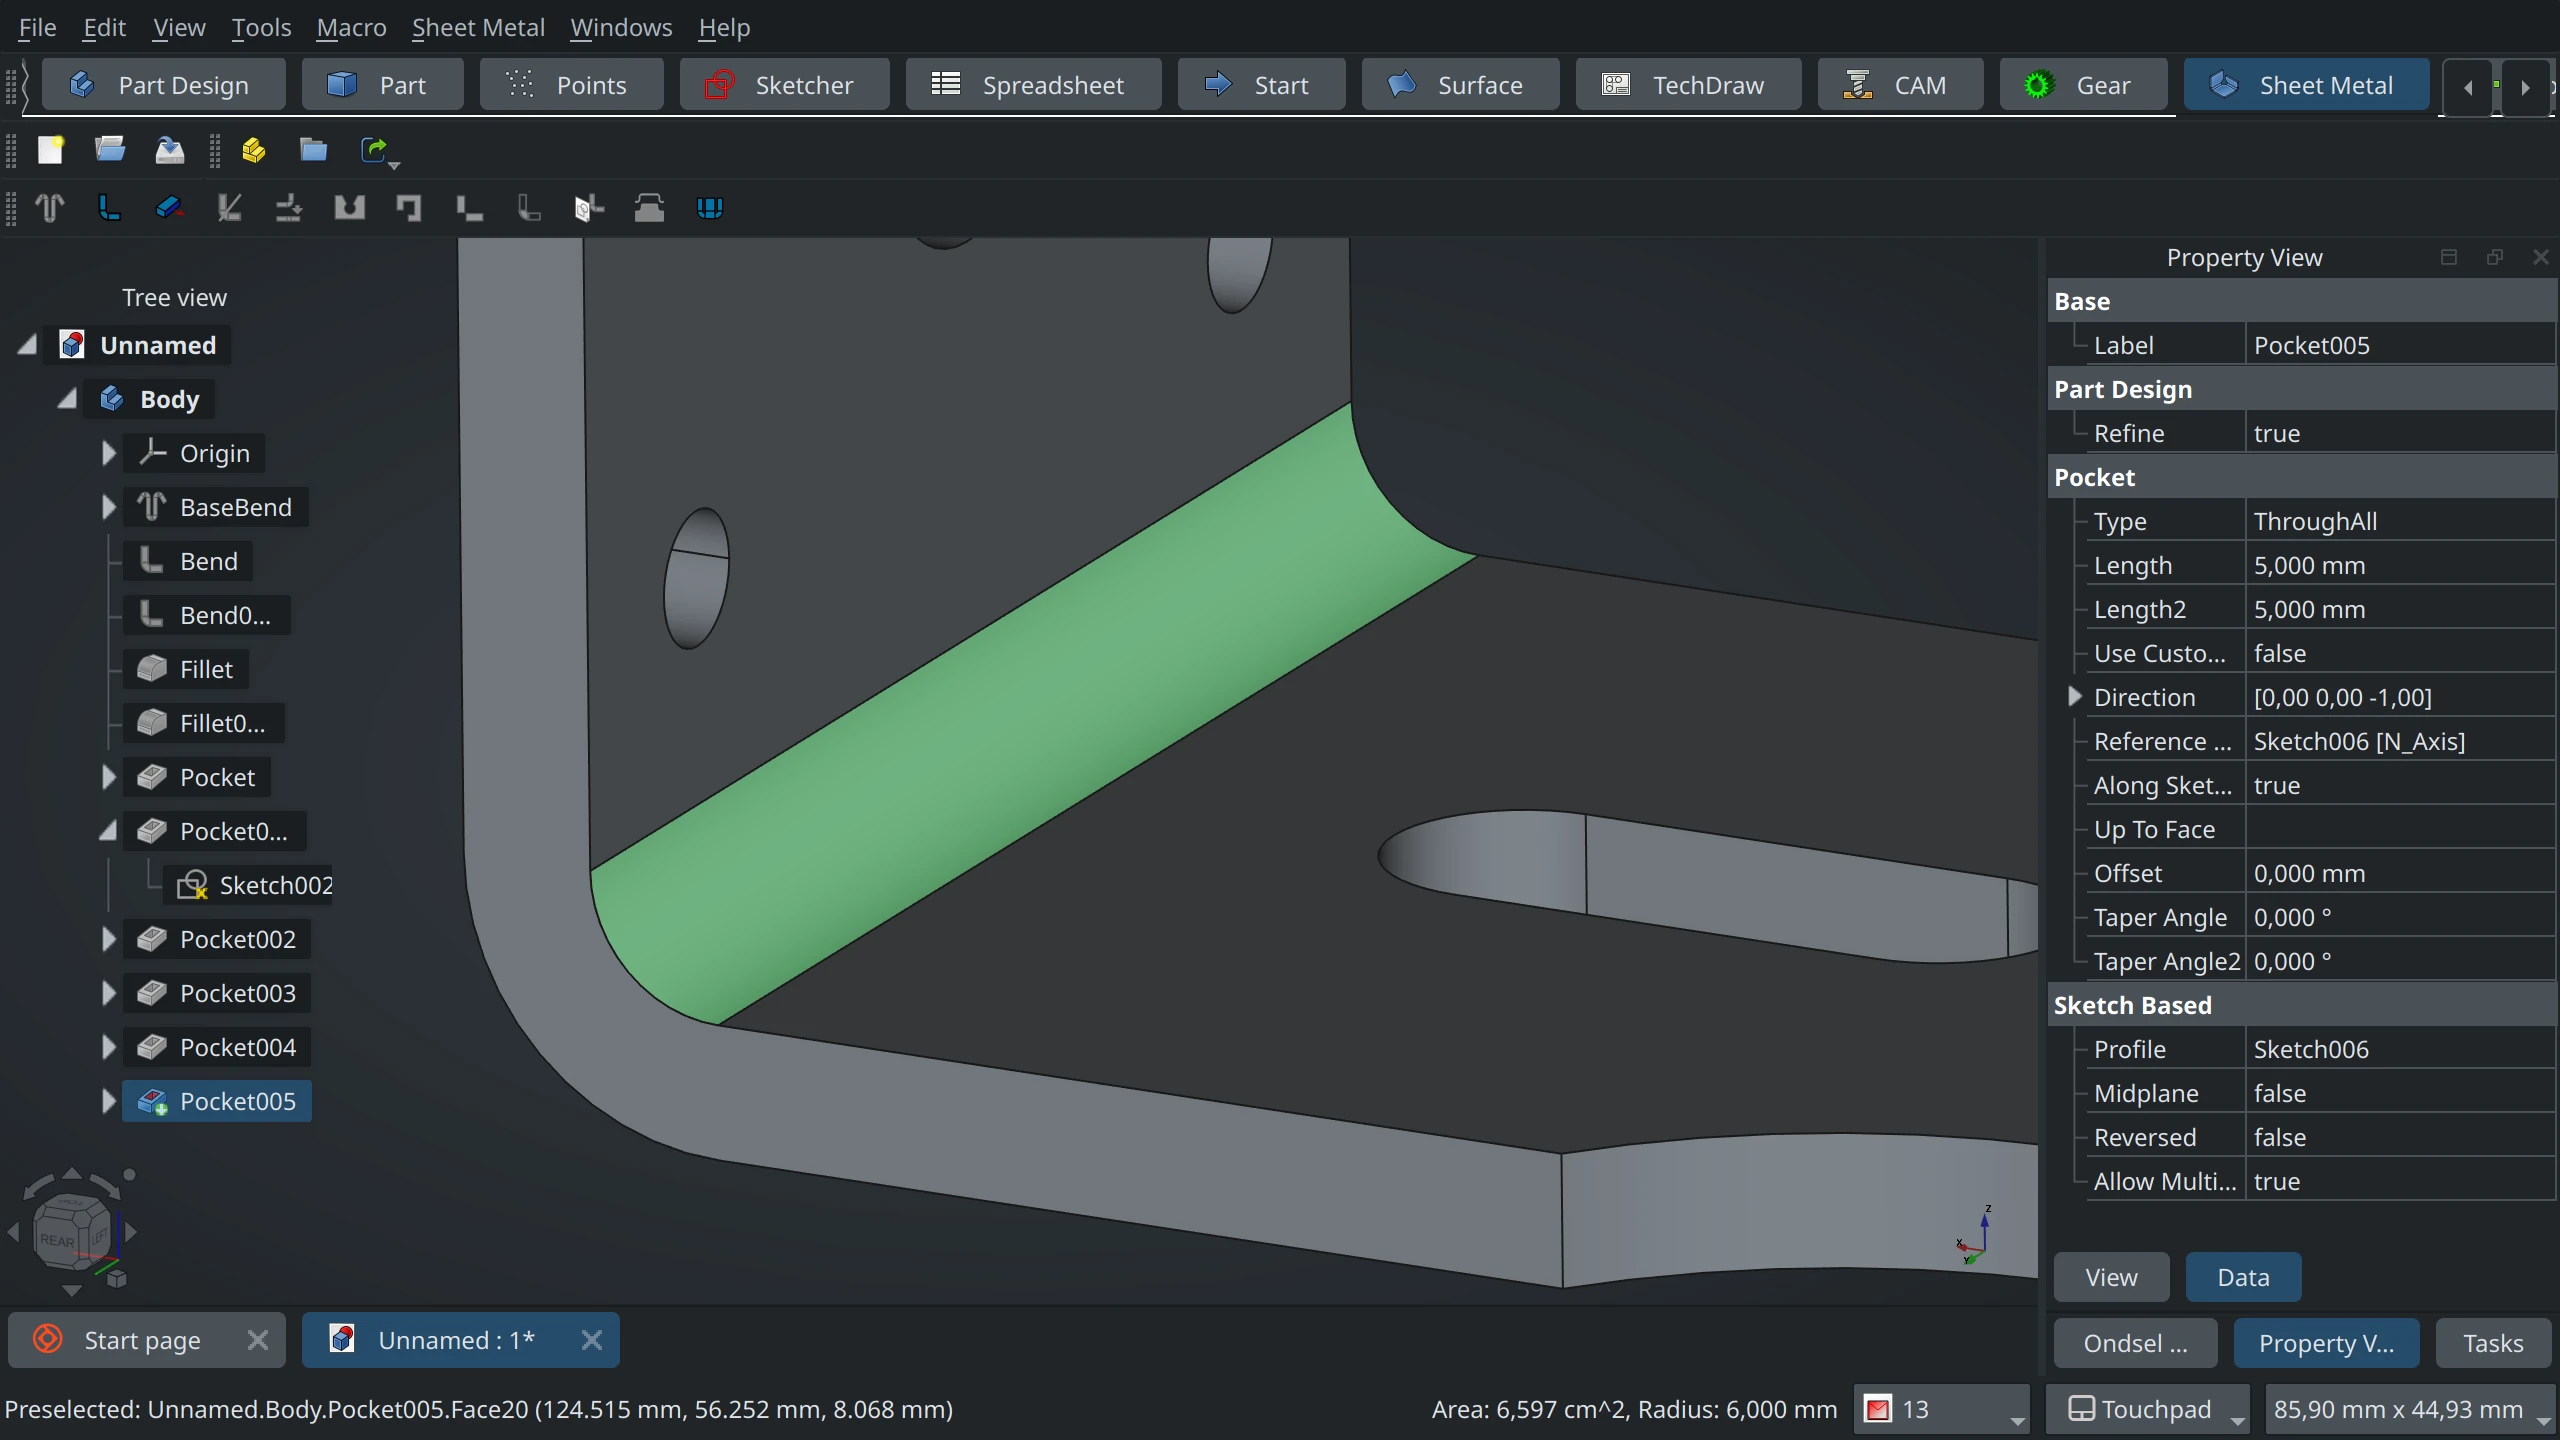 File Edit View Tools Macro Sheet Metal Windows Help
Part Design Part Points Sketcher Spreadsheet Start Surface TechDraw CAM Gear Sheet Metal
Tree view
Unnamed
Body
Origin
BaseBend
Bend
Bend0...
Fillet
Fillet0...
Pocket
Pocket0...
Sketch002
Pocket002
Pocket003
Pocket004
Pocket005
REAR LEFT
Z
X
Y
Property View
Base
Label Pocket005
Part Design
Refine true
Pocket
Type ThroughAll
Length 5,000 mm
Length2 5,000 mm
Use Custo... false
Direction [0,00 0,00 -1,00]
Reference ... Sketch006 [N_Axis]
Along Sket... true
Up To Face
Offset 0,000 mm
Taper Angle 0,000 °
Taper Angle2 0,000 °
Sketch Based
Profile Sketch006
Midplane false
Reversed false
Allow Multi... true
View Data
Start page Unnamed : 1*
Ondsel ... Property V... Tasks
Preselected: Unnamed.Body.Pocket005.Face20 (124.515 mm, 56.252 mm, 8.068 mm)
Area: 6,597 cm^2, Radius: 6,000 mm 13 Touchpad 85,90 mm x 44,93 mm